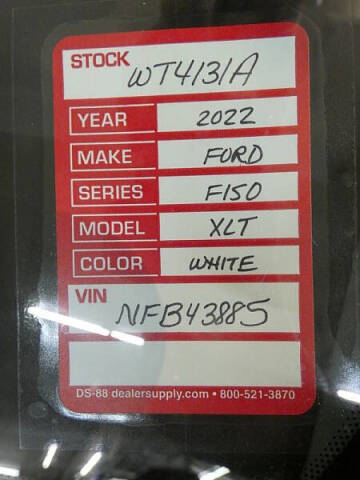 STOCK
WT4131A
YEAR 2022
MAKE FORD
SERIES F150
MODEL XLT
COLOR WHITE
VIN
NFB43885
DS-88 dealersupply.com • 800-521-3870